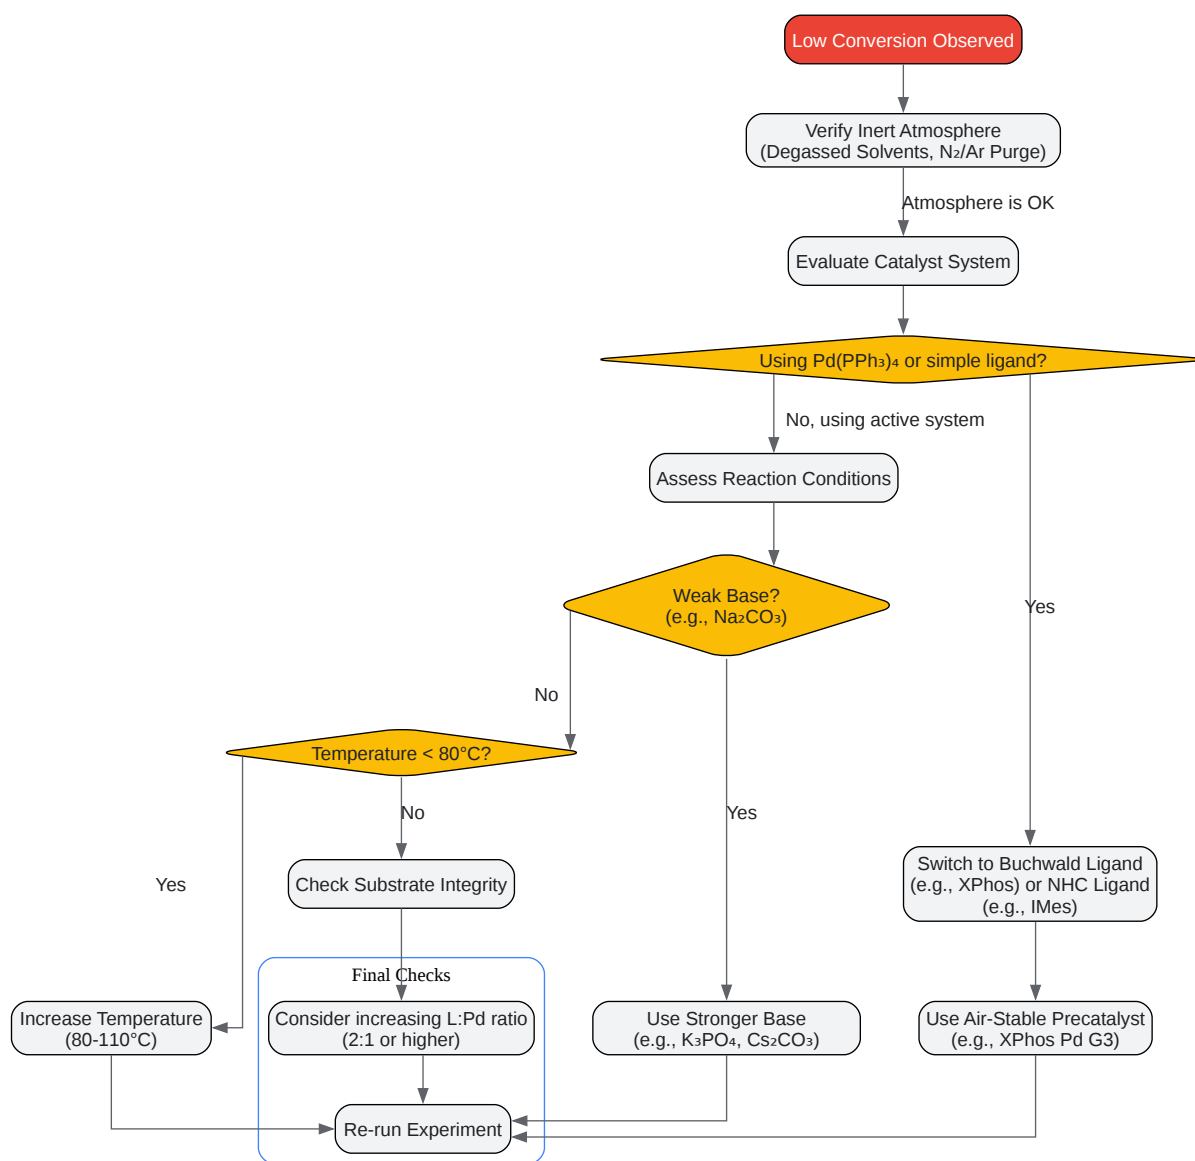 Low Conversion Observed
Verify Inert Atmosphere
(Degassed Solvents, N₂/Ar Purge)
Atmosphere is OK
Evaluate Catalyst System
Using Pd(PPh₃)₄ or simple ligand?
No, using active system
Assess Reaction Conditions
Weak Base?
(e.g., Na₂CO₃)
Yes
No
Temperature < 80°C?
No
Yes
Yes
Check Substrate Integrity
Switch to Buchwald Ligand
(e.g., XPhos) or NHC Ligand
(e.g., IMes)
Final Checks
Increase Temperature
(80-110°C)
Consider increasing L:Pd ratio
(2:1 or higher)
Use Stronger Base
(e.g., K₃PO₄, Cs₂CO₃)
Use Air-Stable Precatalyst
(e.g., XPhos Pd G3)
Re-run Experiment